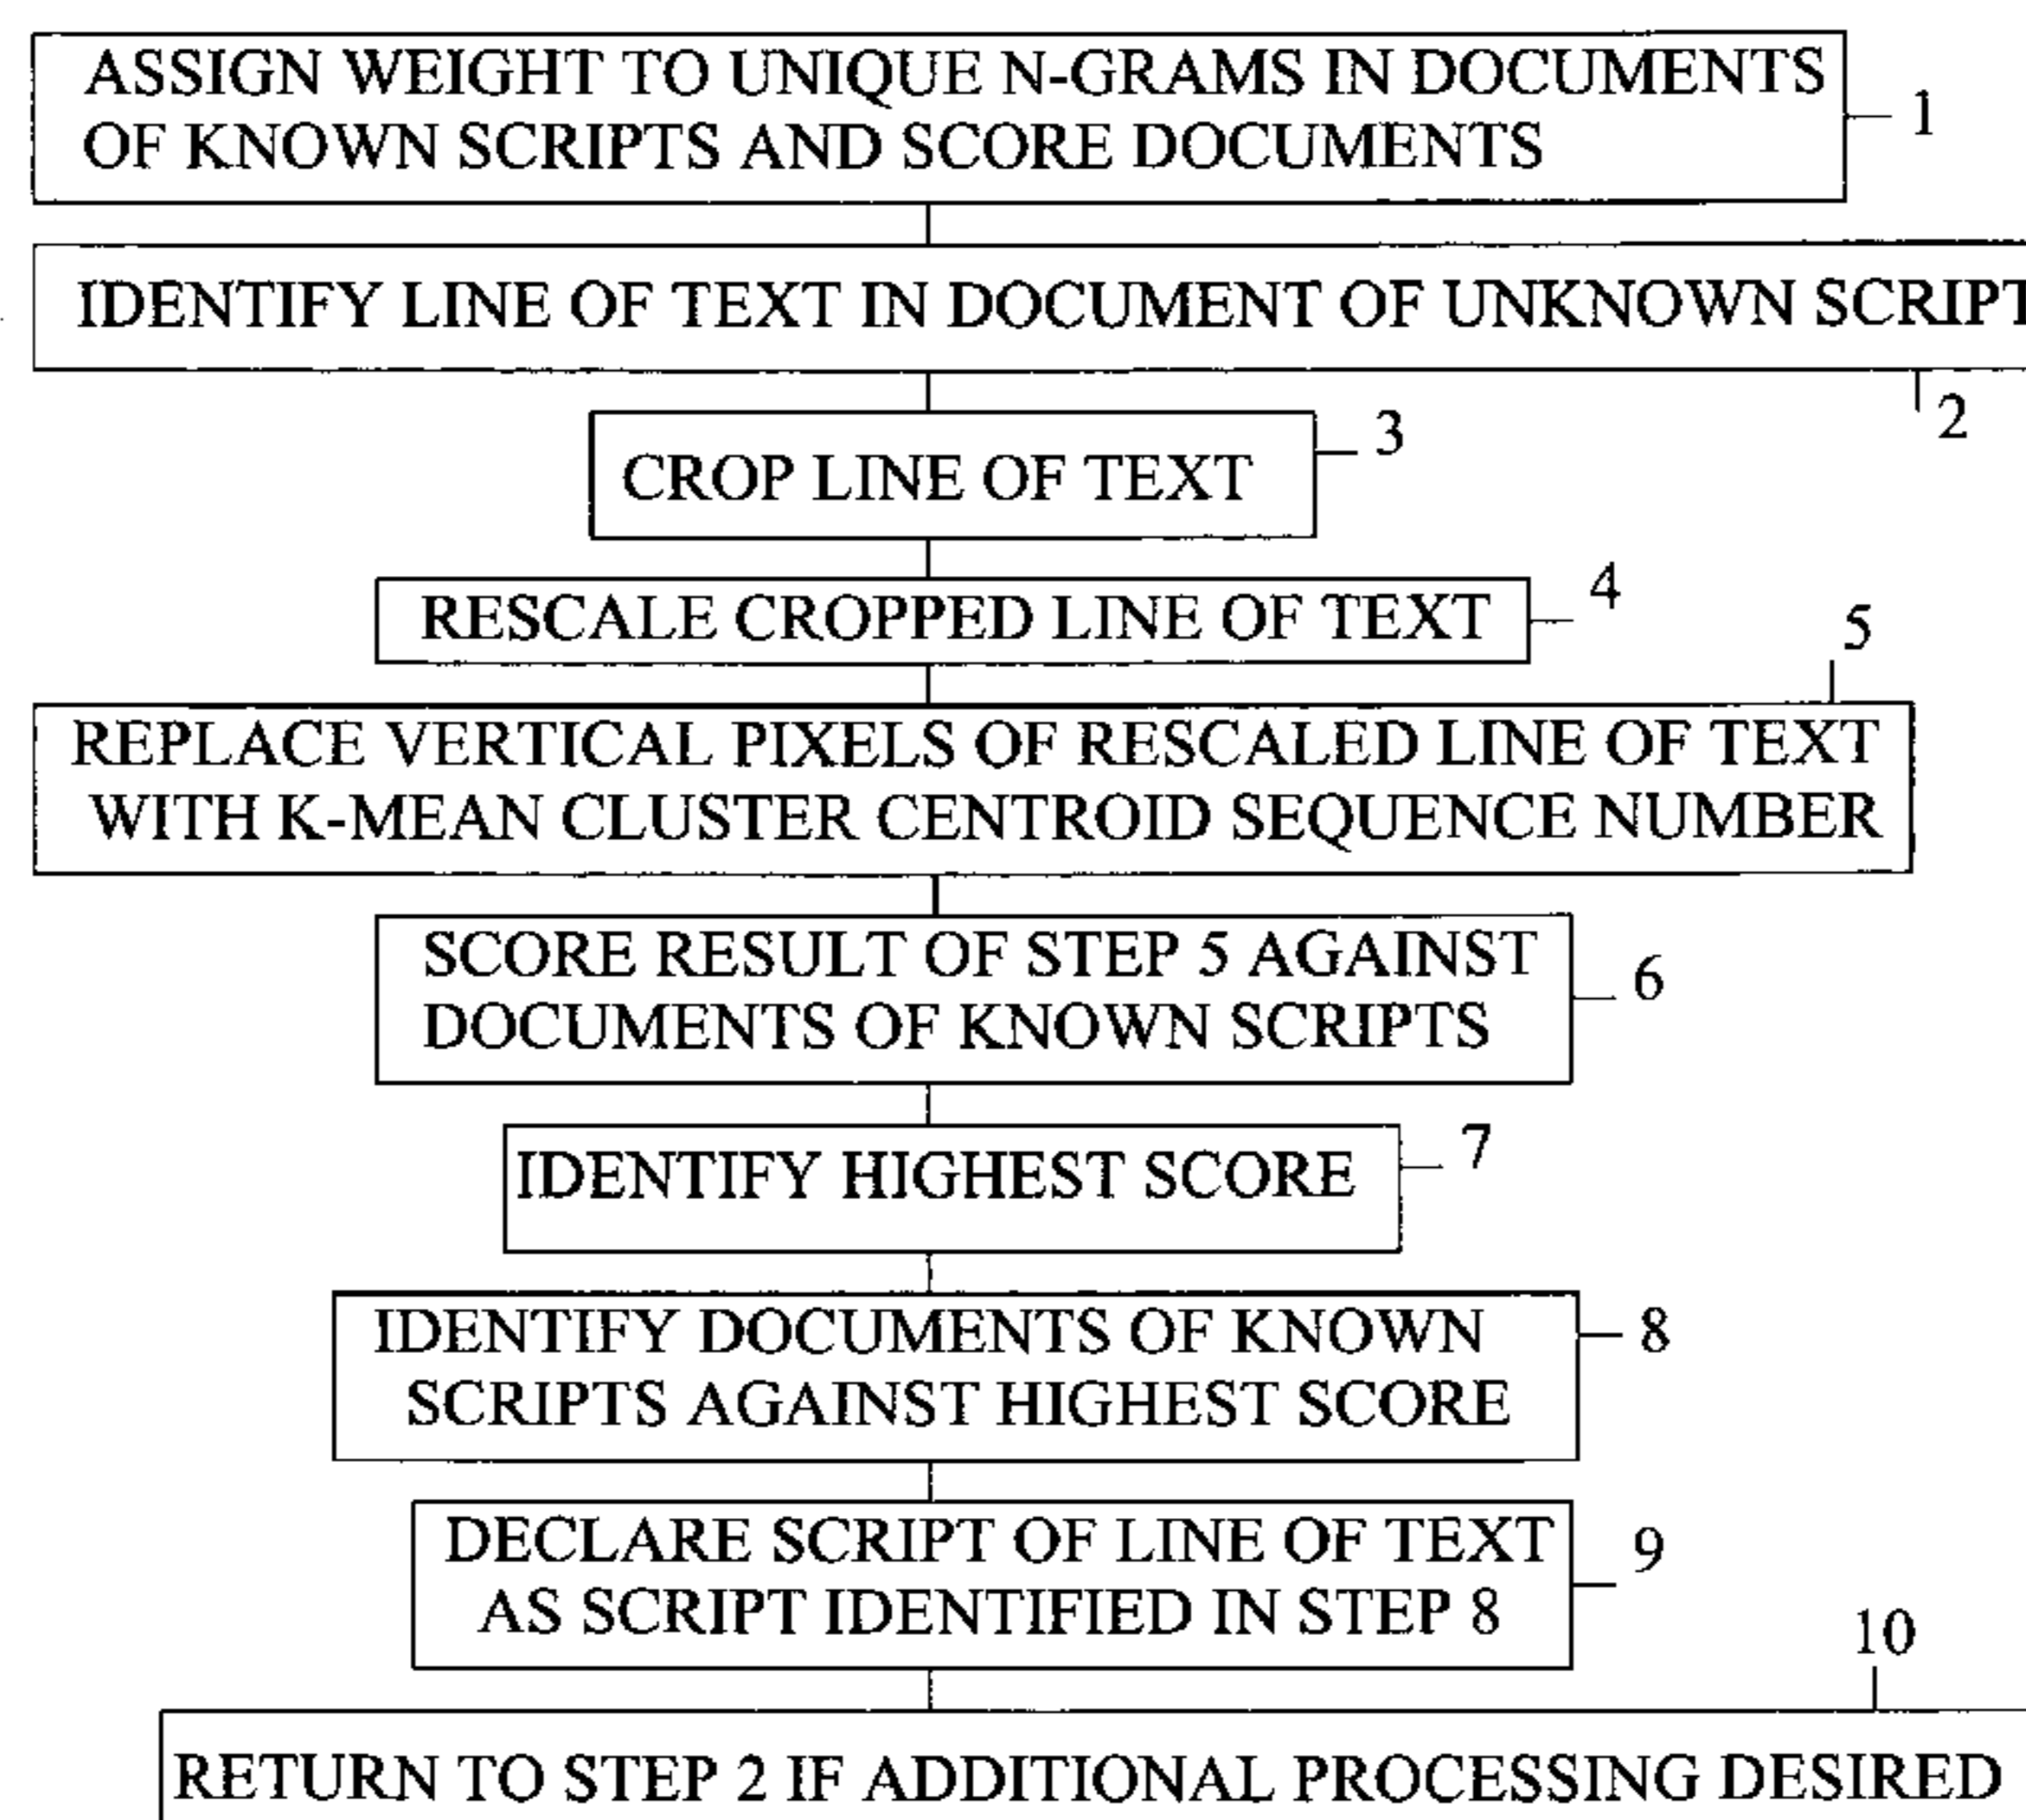 ASSIGN WEIGHT TO UNIQUE N-GRAMS IN DOCUMENTS
OF KNOWN SCRIPTS AND SCORE DOCUMENTS
1
IDENTIFY LINE OF TEXT IN DOCUMENT OF UNKNOWN SCRIPT
2
3
CROP LINE OF TEXT
4
RESCALE CROPPED LINE OF TEXT
5
REPLACE VERTICAL PIXELS OF RESCALED LINE OF TEXT
WITH K-MEAN CLUSTER CENTROID SEQUENCE NUMBER
SCORE RESULT OF STEP 5 AGAINST
DOCUMENTS OF KNOWN SCRIPTS
6
IDENTIFY HIGHEST SCORE
7
IDENTIFY DOCUMENTS OF KNOWN
SCRIPTS AGAINST HIGHEST SCORE
8
DECLARE SCRIPT OF LINE OF TEXT
AS SCRIPT IDENTIFIED IN STEP 8
9
10
RETURN TO STEP 2 IF ADDITIONAL PROCESSING DESIRED